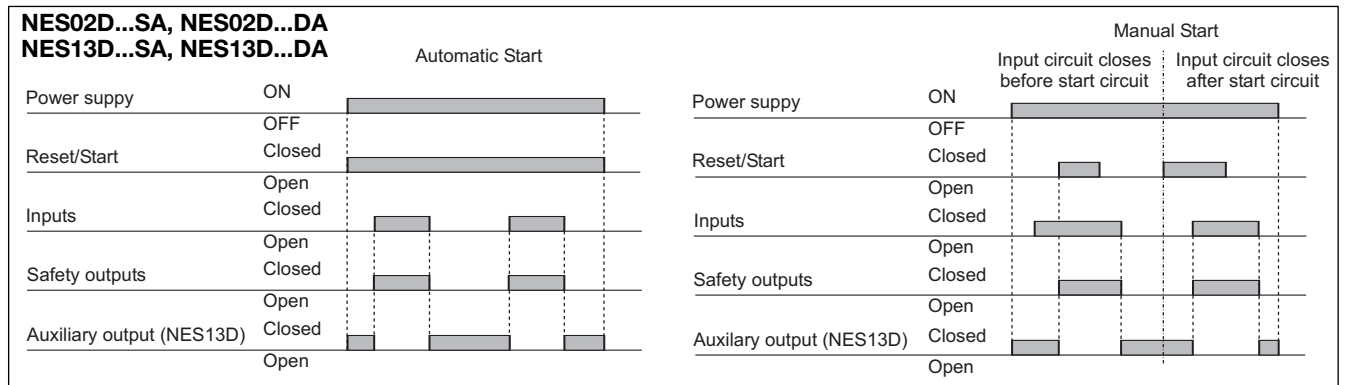 NES02D...SA, NES02D...DA
NES13D...SA, NES13D...DA
Automatic Start
Power suppy
ON
OFF
Reset/Start
Closed
Open
Inputs
Closed
Open
Safety outputs
Closed
Open
Auxiliary output (NES13D)
Closed
Open
Manual Start
Input circuit closes
before start circuit
Input circuit closes
after start circuit
Power suppy
ON
OFF
Reset/Start
Closed
Open
Inputs
Closed
Open
Safety outputs
Closed
Open
Auxilary output (NES13D)
Closed
Open